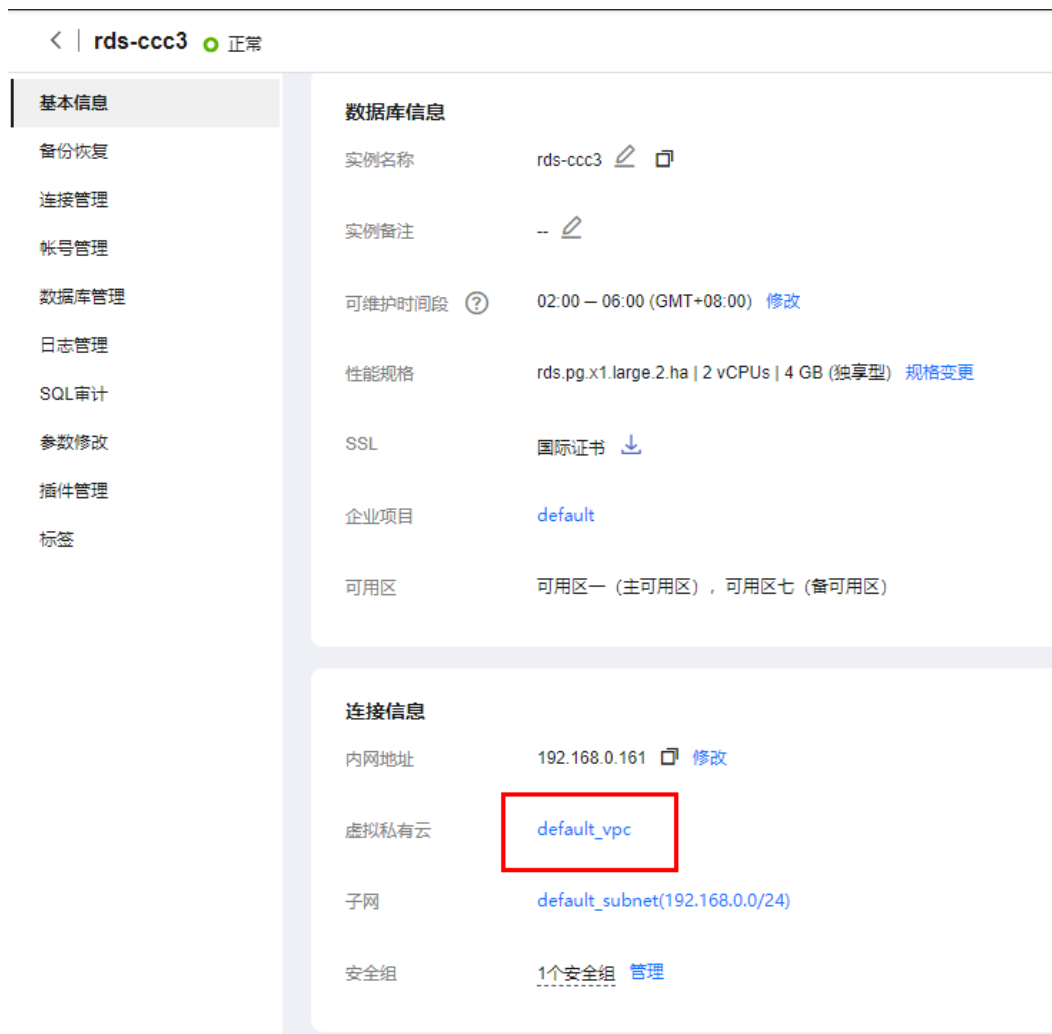 rds-ccc3 正常
基本信息
备份恢复
连接管理
帐号管理
数据库管理
日志管理
SQL审计
参数修改
插件管理
标签
数据库信息
实例名称 rds-ccc3
实例备注 --
可维护时间段 02:00 — 06:00 (GMT+08:00) 修改
性能规格 rds.pg.x1.large.2.ha | 2 vCPUs | 4 GB (独享型) 规格变更
SSL 国际证书
企业项目 default
可用区 可用区一（主可用区），可用区七（备可用区）
连接信息
内网地址 192.168.0.161 修改
虚拟私有云 default_vpc
子网 default_subnet(192.168.0.0/24)
安全组 1个安全组 管理